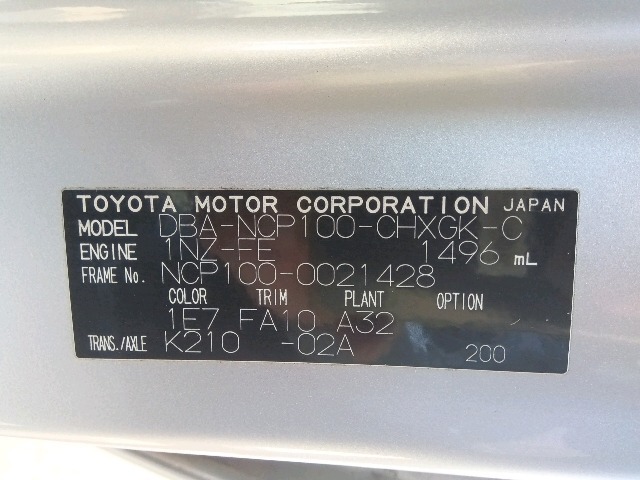 TOYOTA MOTOR CORPORATION JAPAN
MODEL DBA-NCP100-CHXGK-C
ENGINE 1NZ-FE 1496 mL
FRAME No. NCP100-0021428
COLOR TRIM PLANT OPTION
1E7 FA10 A32
TRANS./AXLE K210 -02A 200